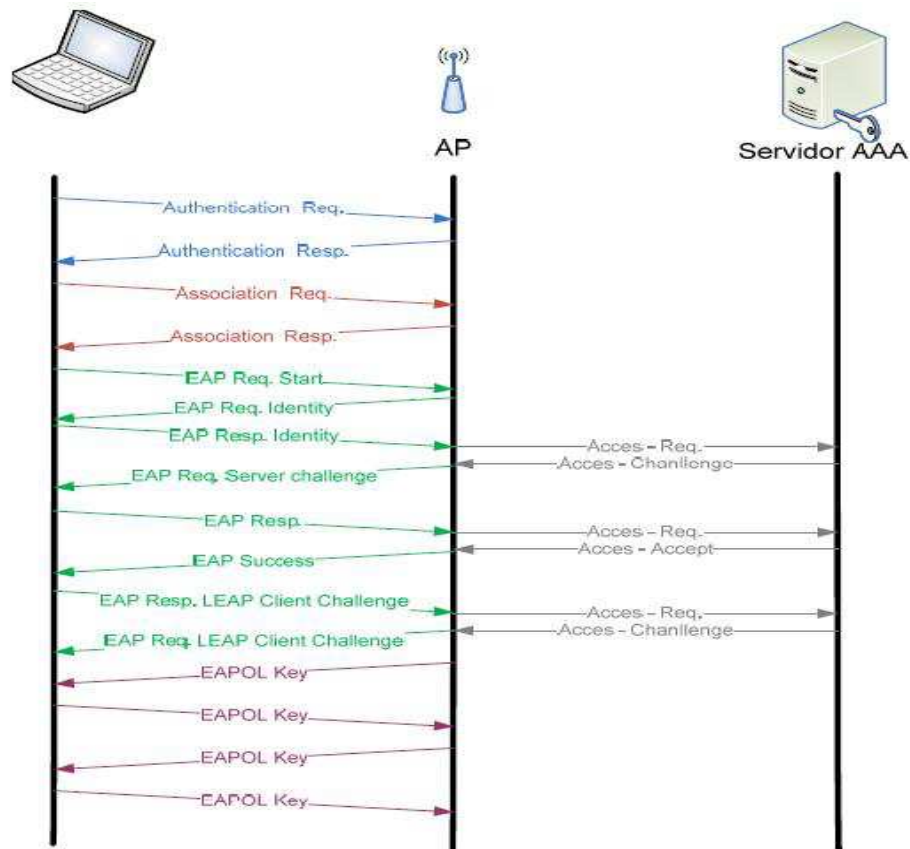 AP
Servidor AAA
Authentication Req.
Authentication Resp.
Association Req.
Association Resp.
EAP Req. Start
EAP Req. Identity
EAP Resp. Identity
Acces - Req.
Acces - Chanllenge
EAP Req. Server challenge
EAP Resp.
Acces - Req.
Acces - Accept
EAP Success
EAP Resp. LEAP Client Challenge
Acces - Req.
Acces - Chanllenge
EAP Req. LEAP Client Challenge
EAPOL Key
EAPOL Key
EAPOL Key
EAPOL Key